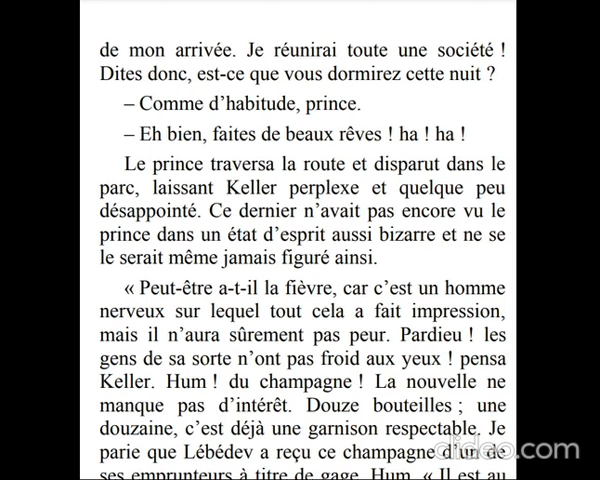 de mon arrivée. Je réunirai toute une société !
Dites donc, est-ce que vous dormirez cette nuit ?
– Comme d’habitude, prince.
– Eh bien, faites de beaux rêves ! ha ! ha !
Le prince traversa la route et disparut dans le
parc, laissant Keller perplexe et quelque peu
désappointé. Ce dernier n’avait pas encore vu le
prince dans un état d’esprit aussi bizarre et ne se
le serait même jamais figuré ainsi.
« Peut-être a-t-il la fièvre, car c’est un homme
nerveux sur lequel tout cela a fait impression,
mais il n’aura sûrement pas peur. Pardieu ! les
gens de sa sorte n’ont pas froid aux yeux ! pensa
Keller. Hum ! du champagne ! La nouvelle ne
manque pas d’intérêt. Douze bouteilles ; une
douzaine, c’est déjà une garnison respectable. Je
parie que Lébédev a reçu ce champagne d’un de
ses emprunteurs à titre de gage. Hum. « Il est au
clideo.com